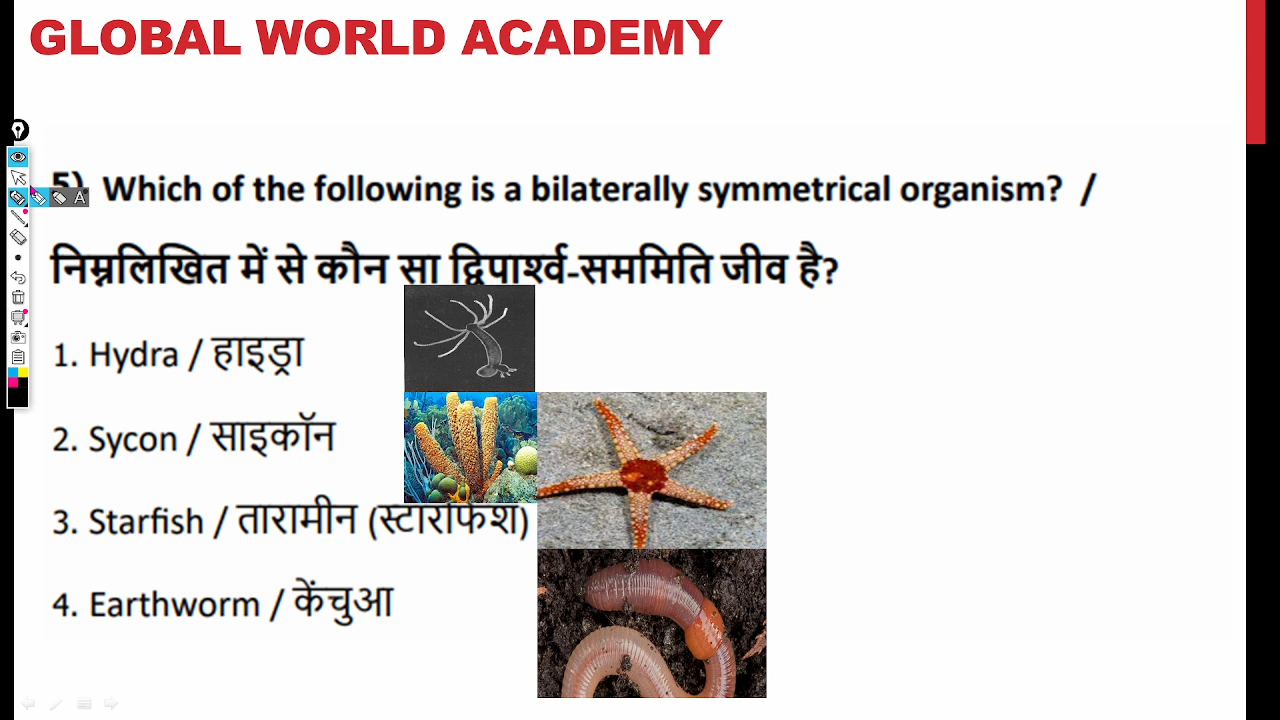 GLOBAL WORLD ACADEMY
5) Which of the following is a bilaterally symmetrical organism? /
निम्नलिखित में से कौन सा द्विपार्श्व-सममिति जीव है?
1. Hydra / हाइड्रा
2. Sycon / साइकॉन
3. Starfish / तारामीन (स्टारफिश)
4. Earthworm / केंचुआ
A